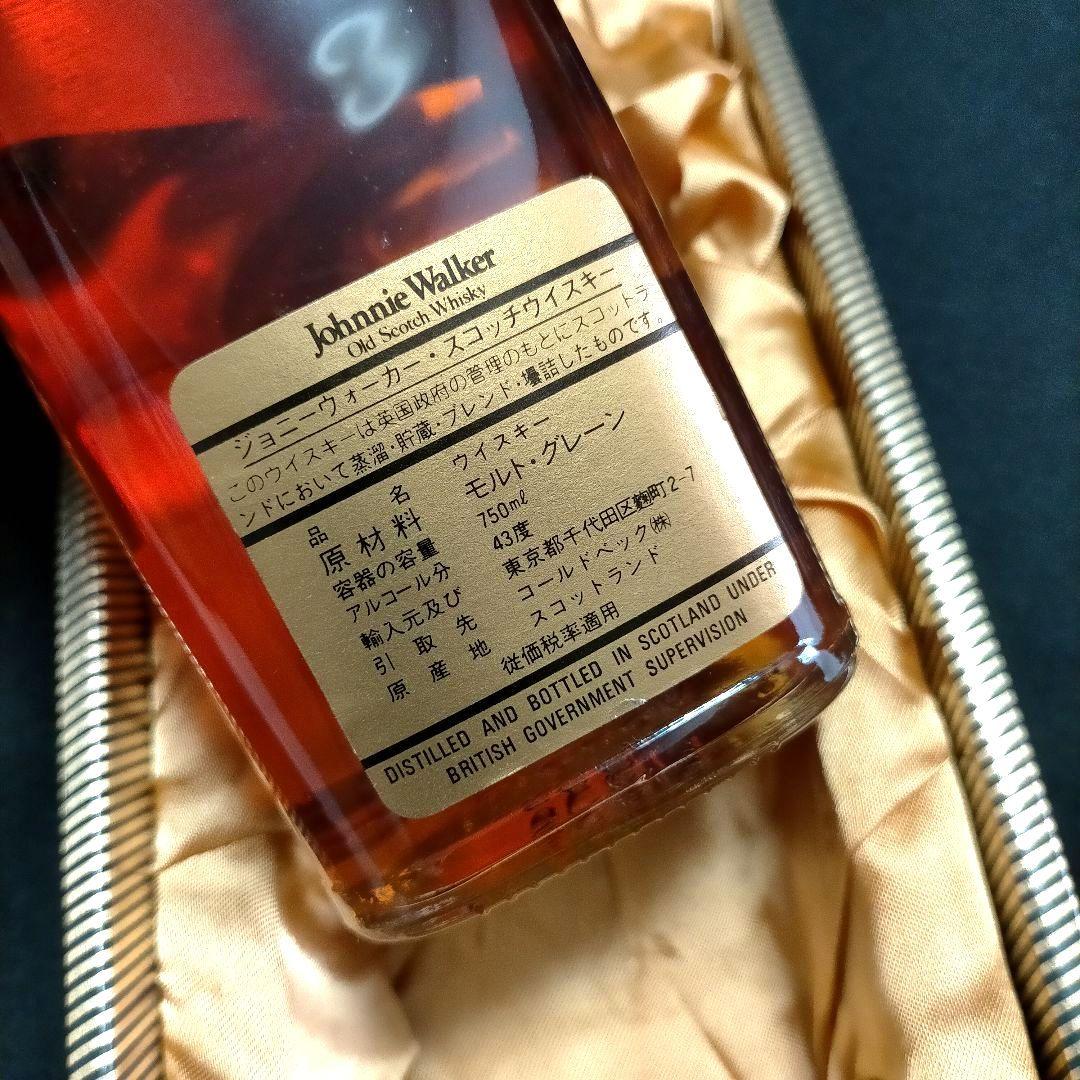 Johnnie Walker
Old Scotch Whisky
ジョニーウォーカー・スコッチウイスキー
このウイスキーは英国政府の管理のもとにスコットラ
ンドにおいて蒸溜・貯蔵・ブレンド・壜詰したものです。
品名 ウイスキー
原材料 モルト・グレーン
容器の容量 750ml
アルコール分 43度
輸入元及び 東京都千代田区麹町2-7
引取先 コールドベック㈱
原産地 スコットランド
従価税率適用
DISTILLED AND BOTTLED IN SCOTLAND UNDER
BRITISH GOVERNMENT SUPERVISION